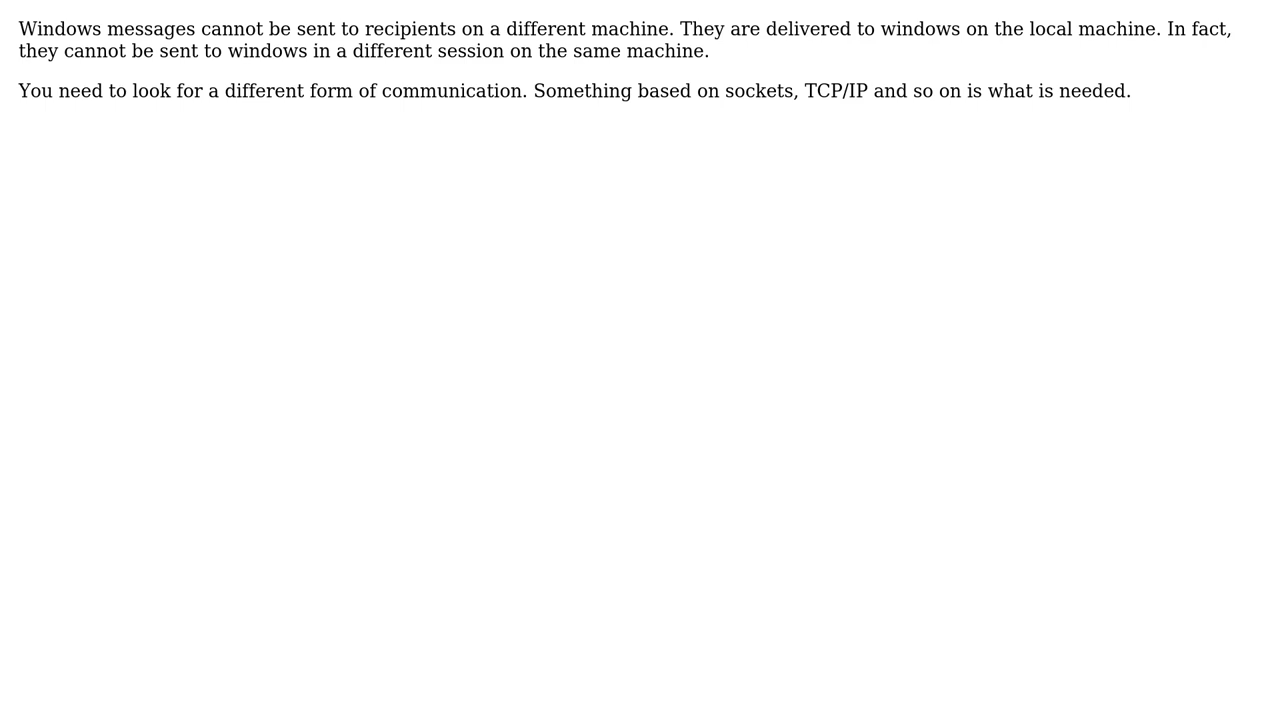 Windows messages cannot be sent to recipients on a different machine. They are delivered to windows on the local machine. In fact,
they cannot be sent to windows in a different session on the same machine.
You need to look for a different form of communication. Something based on sockets, TCP/IP and so on is what is needed.